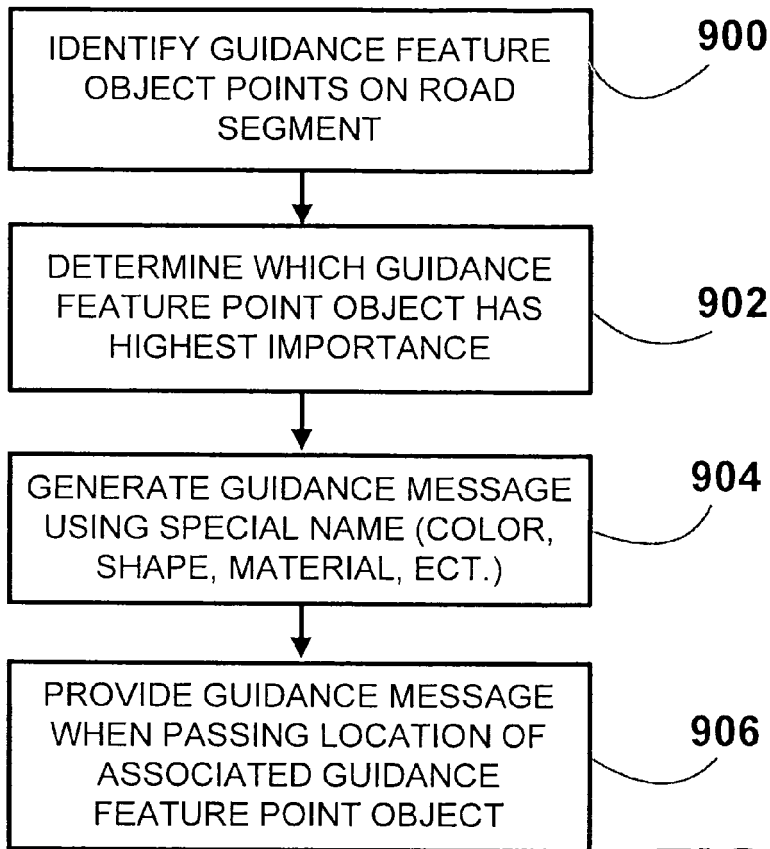 IDENTIFY GUIDANCE FEATURE
OBJECT POINTS ON ROAD
SEGMENT
900
DETERMINE WHICH GUIDANCE
FEATURE POINT OBJECT HAS
HIGHEST IMPORTANCE
902
GENERATE GUIDANCE MESSAGE
USING SPECIAL NAME (COLOR,
SHAPE, MATERIAL, ECT.)
904
PROVIDE GUIDANCE MESSAGE
WHEN PASSING LOCATION OF
ASSOCIATED GUIDANCE
FEATURE POINT OBJECT
906